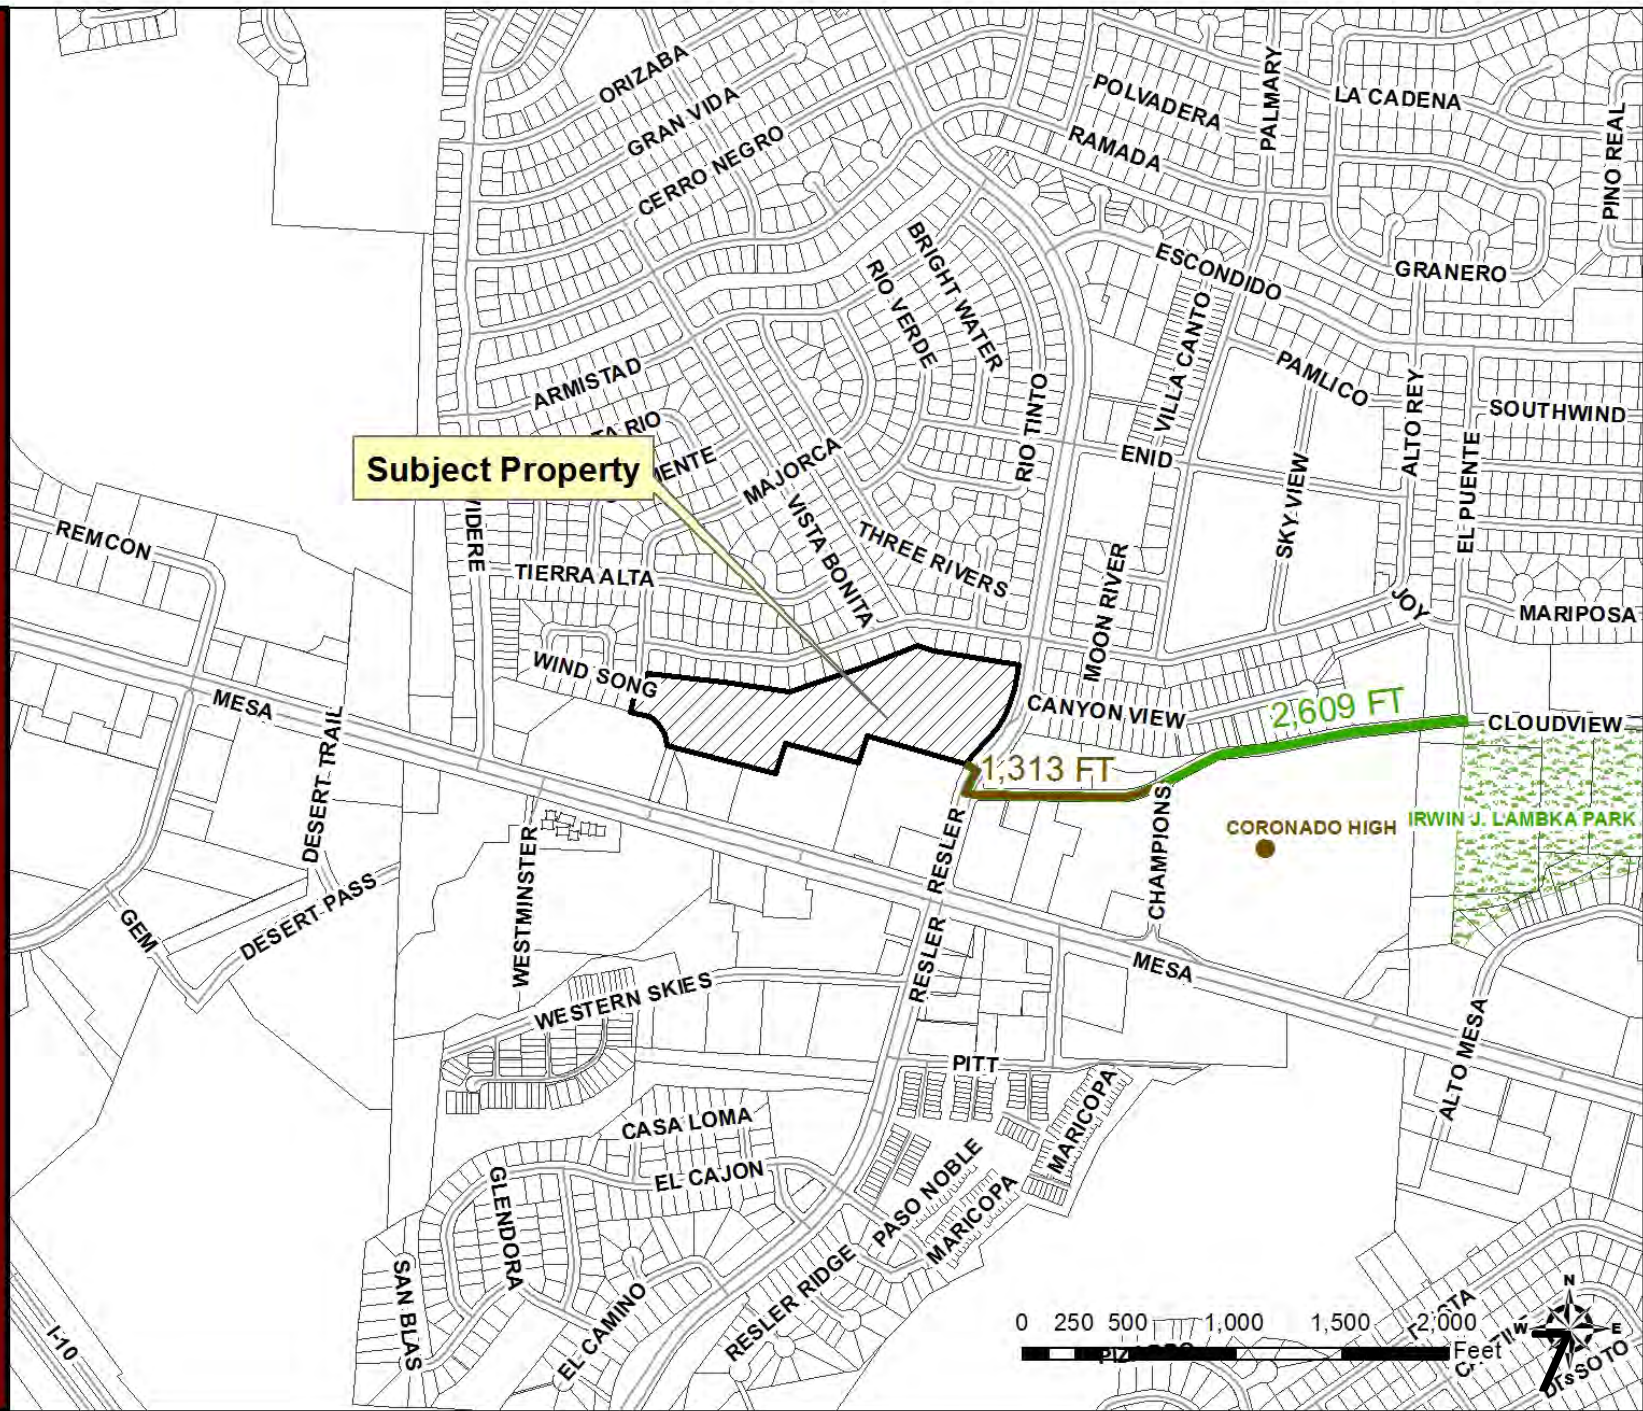 ORIZABA
GRAN VIDA
CERRO NEGRO
POLVADERA
RAMADA
PALMARY
LA CADENA
PINO REAL
BRIGHT WATER
RIO VERDE
ESCONDIDO
GRANERO
VILLA CANTO
PAMLICO
ARMISTAD
RIO
RIO TINTO
ENID
SKY VIEW
ALTO REY
EL PUENTE
SOUTHWIND
Subject Property
MAJORCA
VISTA BONITA
THREE RIVERS
REMCON
TIERRA ALTA
MOON RIVER
JOY
MARIPOSA
WIND SONG
MESA
DESERT TRAIL
CANYON VIEW
2,609 FT
CLOUDVIEW
1,313 FT
CORONADO HIGH
IRWIN J. LAMBKA PARK
CHAMPIONS
RESLER
RESLER
RESLER
WESTMINSTER
GEM
DESERT PASS
MESA
WESTERN SKIES
PITT
ALTO MESA
CASA LOMA
MARICOPA
EL CAJON
GLENDORA
PASO NOBLE
MARICOPA
SAN BLAS
EL CAMINO
RESLER RIDGE
I-10
0 250 500 1,000 1,500 2,000
Feet
N
W E
S